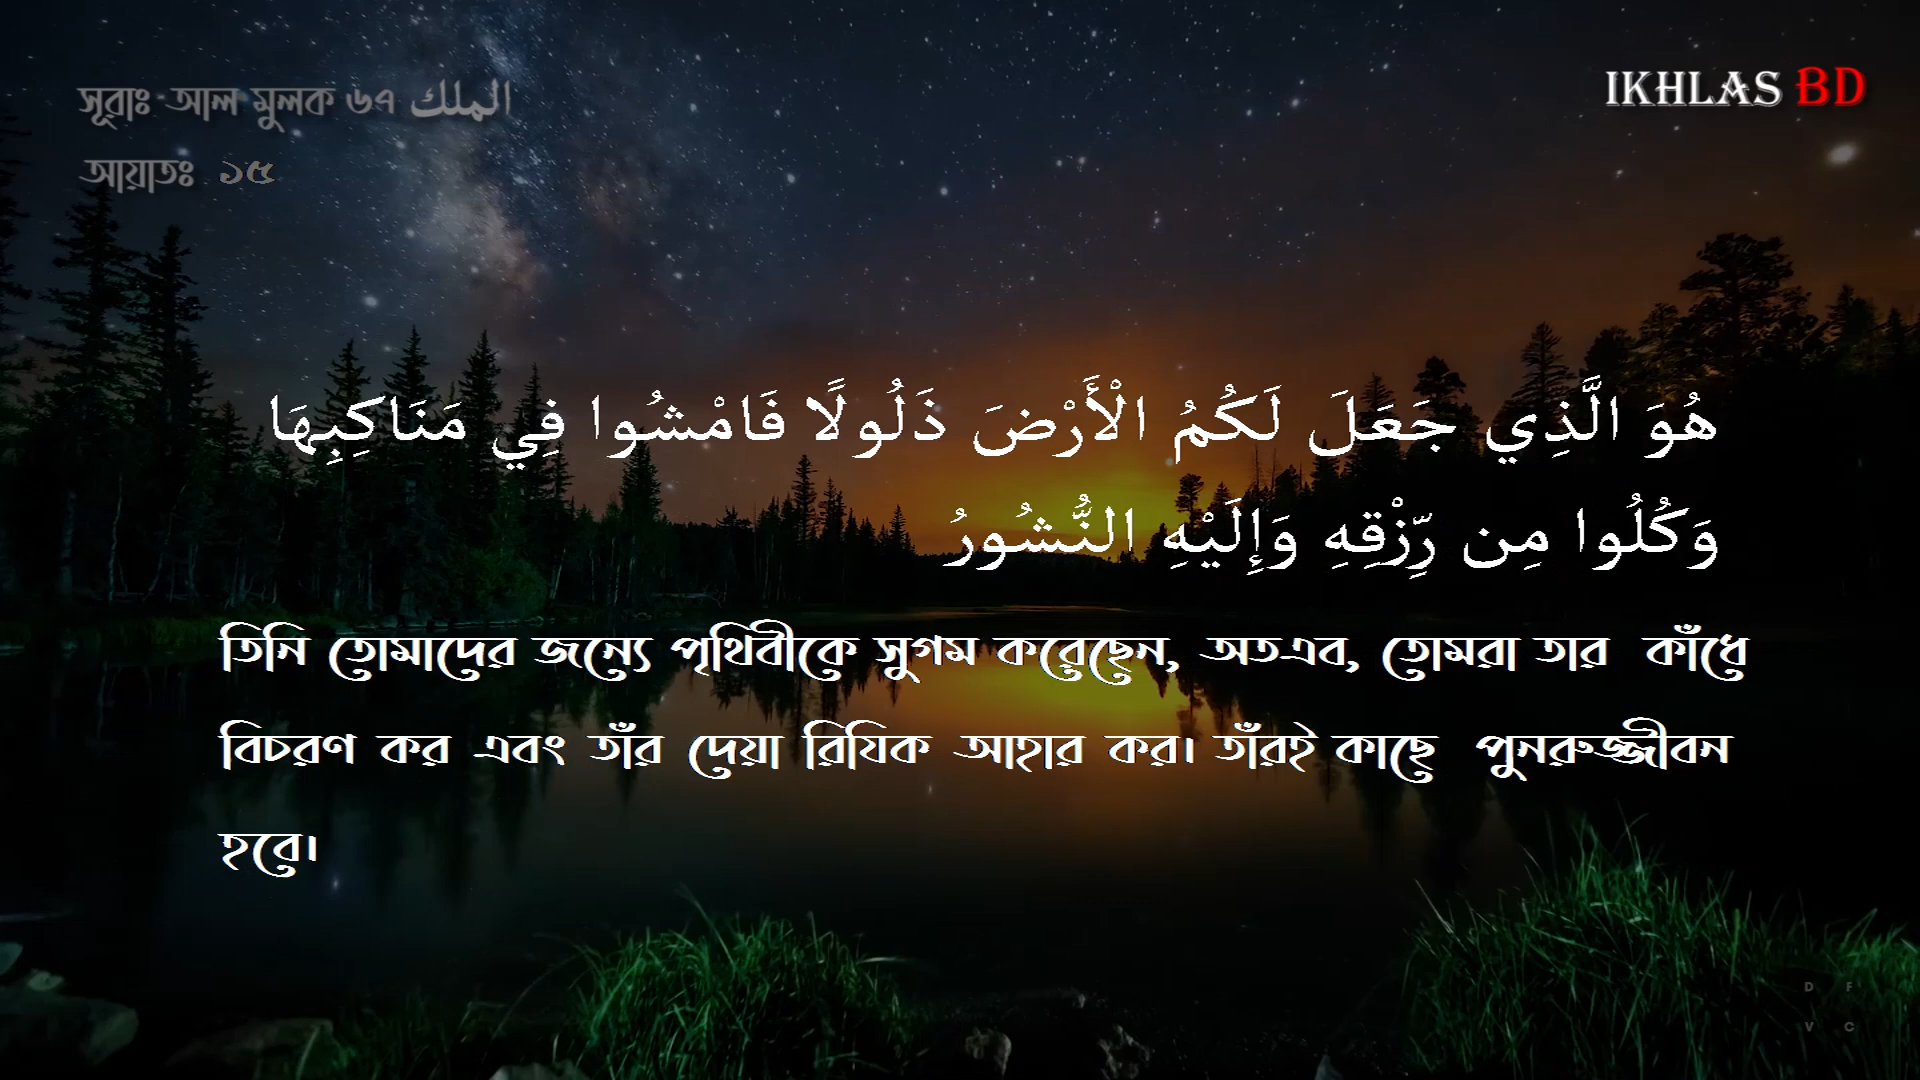 সূরাঃ আল মুলক ৬৭ الملك
IKHLAS BD
আয়াতঃ ১৫
هُوَ الَّذِي جَعَلَ لَكُمُ الْأَرْضَ ذَلُولًا فَامْشُوا فِي مَنَاكِبِهَا
وَكُلُوا مِن رِّزْقِهِ وَإِلَيْهِ النُّشُورُ
তিনি তোমাদের জন্যে পৃথিবীকে সুগম করেছেন, অতএব, তোমরা তার কাঁধে
বিচরণ কর এবং তাঁর দেয়া রিযিক আহার কর। তাঁরই কাছে পুনরুজ্জীবন
হবে।
D F
V C